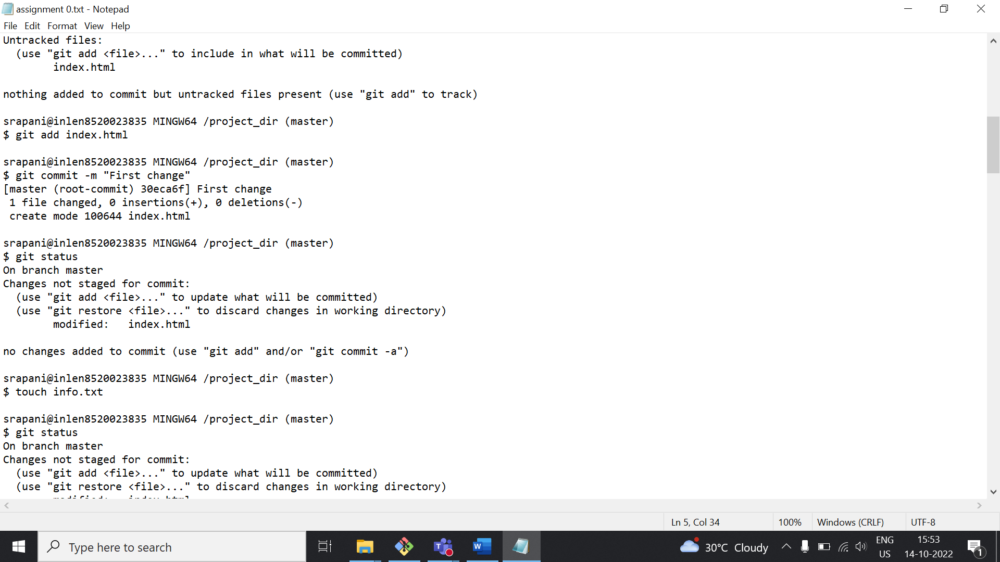 assignment 0.txt - Notepad
File Edit Format View Help
Untracked files:
  (use "git add <file>..." to include in what will be committed)
        index.html

nothing added to commit but untracked files present (use "git add" to track)

srapani@inlen8520023835 MINGW64 /project_dir (master)
$ git add index.html

srapani@inlen8520023835 MINGW64 /project_dir (master)
$ git commit -m "First change"
[master (root-commit) 30eca6f] First change
 1 file changed, 0 insertions(+), 0 deletions(-)
 create mode 100644 index.html

srapani@inlen8520023835 MINGW64 /project_dir (master)
$ git status
On branch master
Changes not staged for commit:
  (use "git add <file>..." to update what will be committed)
  (use "git restore <file>..." to discard changes in working directory)
        modified:   index.html

no changes added to commit (use "git add" and/or "git commit -a")

srapani@inlen8520023835 MINGW64 /project_dir (master)
$ touch info.txt

srapani@inlen8520023835 MINGW64 /project_dir (master)
$ git status
On branch master
Changes not staged for commit:
  (use "git add <file>..." to update what will be committed)
  (use "git restore <file>..." to discard changes in working directory)
        modified:   index.html
Ln 5, Col 34 100% Windows (CRLF) UTF-8
Type here to search
30°C Cloudy
ENG
US
15:53
14-10-2022
1